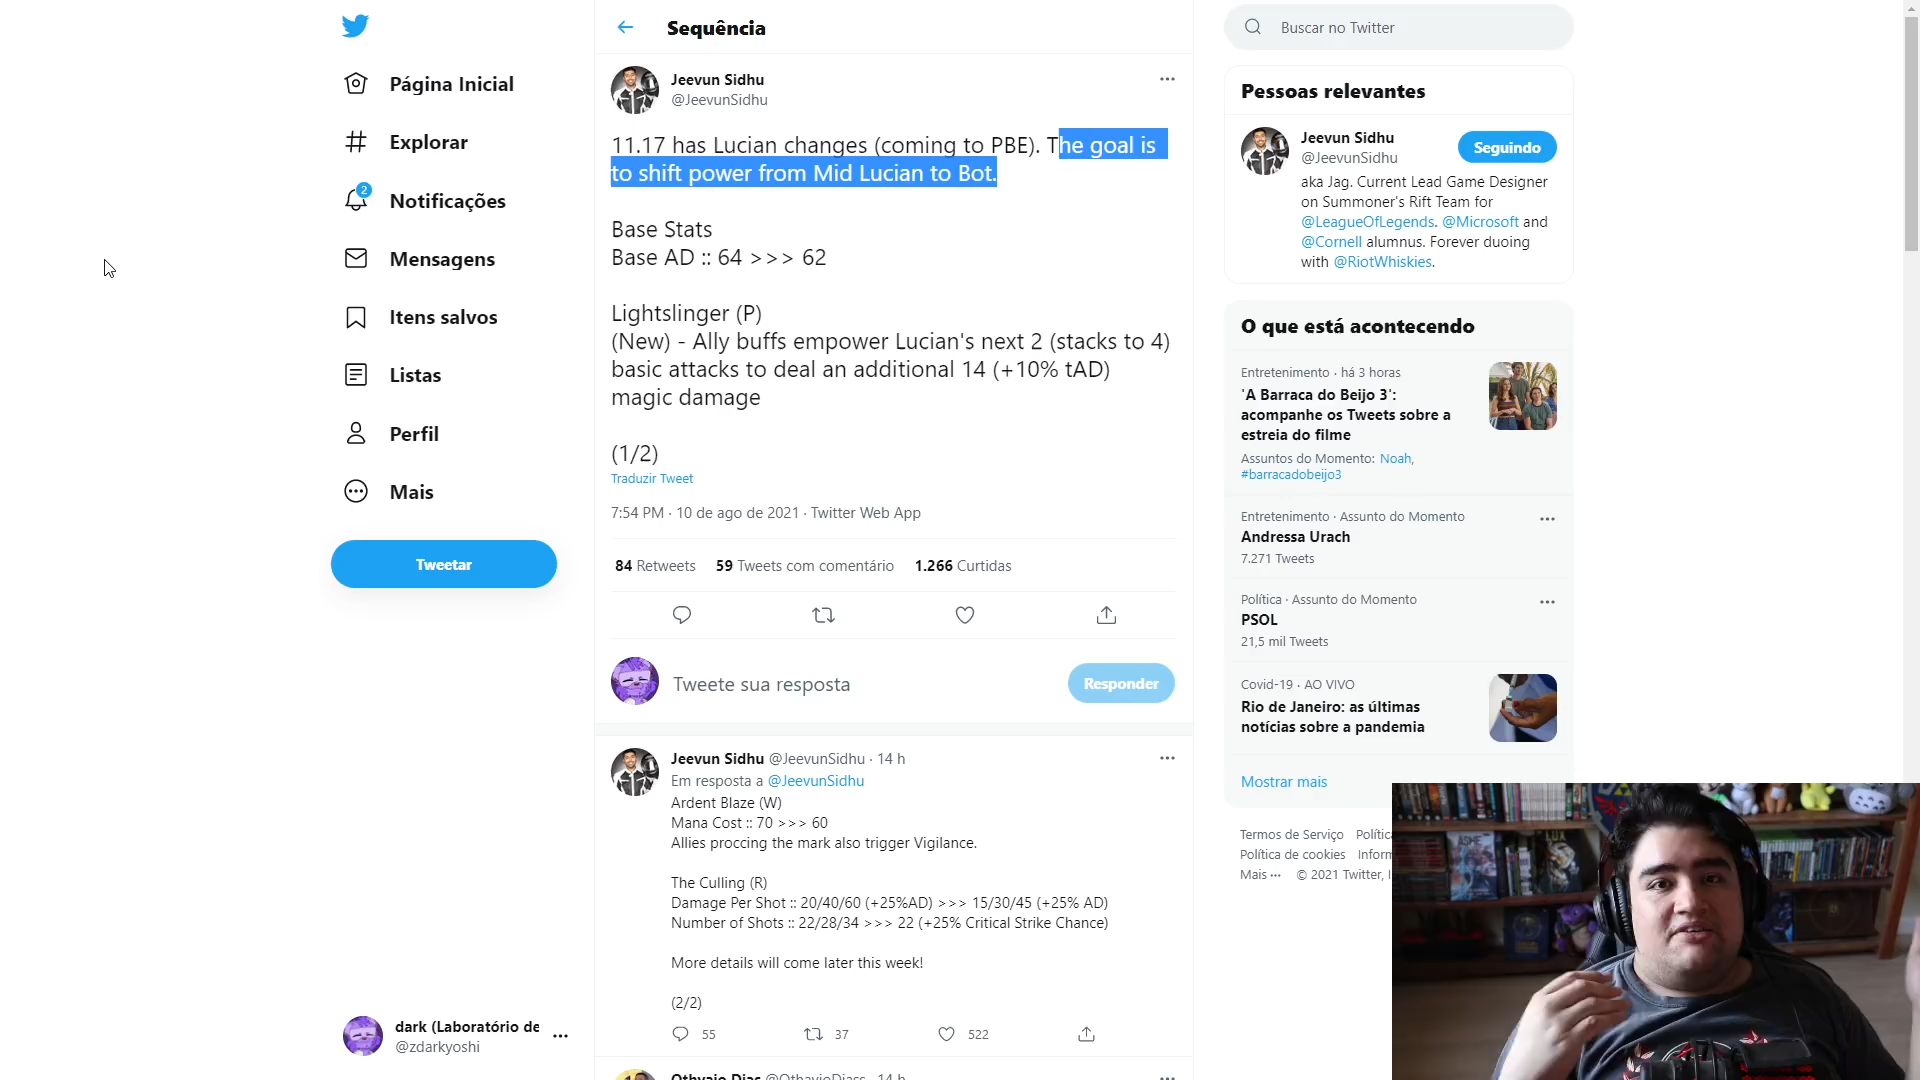 Sequência
Buscar no Twitter
Página Inicial
Explorar
2
Notificações
Mensagens
Itens salvos
Listas
Perfil
Mais
Tweetar
dark (Laboratório de
@zdarkyoshi
Jeevun Sidhu
@JeevunSidhu
11.17 has Lucian changes (coming to PBE). The goal is
to shift power from Mid Lucian to Bot.
Base Stats
Base AD :: 64 >>> 62
Lightslinger (P)
(New) - Ally buffs empower Lucian's next 2 (stacks to 4)
basic attacks to deal an additional 14 (+10% tAD)
magic damage
(1/2)
Traduzir Tweet
7:54 PM · 10 de ago de 2021 · Twitter Web App
84 Retweets 59 Tweets com comentário 1.266 Curtidas
Tweete sua resposta
Responder
Jeevun Sidhu @JeevunSidhu · 14 h
Em resposta a @JeevunSidhu
Ardent Blaze (W)
Mana Cost :: 70 >>> 60
Allies proccing the mark also trigger Vigilance.
The Culling (R)
Damage Per Shot :: 20/40/60 (+25%AD) >>> 15/30/45 (+25% AD)
Number of Shots :: 22/28/34 >>> 22 (+25% Critical Strike Chance)
More details will come later this week!
(2/2)
55 37 522
Othvaio Diac @OthavioDiass · 14 h
Pessoas relevantes
Jeevun Sidhu
@JeevunSidhu
Seguindo
aka Jag. Current Lead Game Designer
on Summoner's Rift Team for
@LeagueOfLegends. @Microsoft and
@Cornell alumnus. Forever duoing
with @RiotWhiskies.
O que está acontecendo
Entretenimento · há 3 horas
'A Barraca do Beijo 3':
acompanhe os Tweets sobre a
estreia do filme
Assuntos do Momento: Noah,
#barracadobeijo3
Entretenimento · Assunto do Momento
Andressa Urach
7.271 Tweets
Política · Assunto do Momento
PSOL
21,5 mil Tweets
Covid-19 · AO VIVO
Rio de Janeiro: as últimas
notícias sobre a pandemia
Mostrar mais
Termos de Serviço Polític
Política de cookies Inform
Mais ··· © 2021 Twitter, I